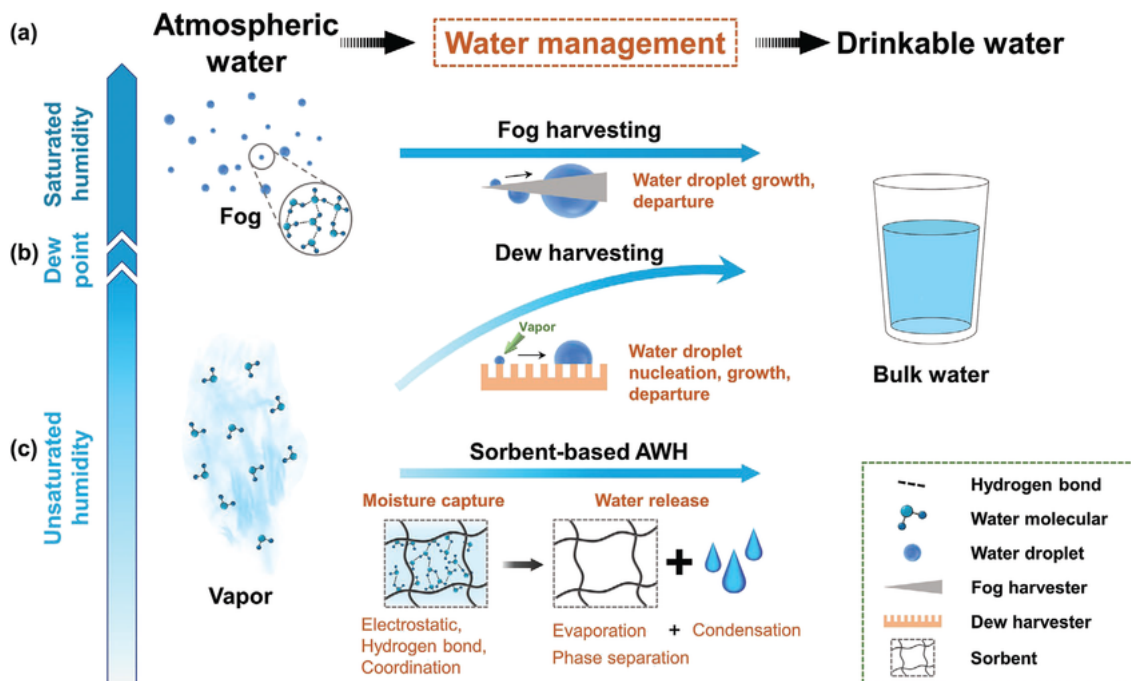 (a)
Atmospheric
water
Water management
Drinkable water
Saturated
humidity
Fog
Fog harvesting
Water droplet growth,
departure
(b)
Dew
point
Dew harvesting
Vapor
Water droplet
nucleation, growth,
departure
Bulk water
(c)
Unsaturated
humidity
Vapor
Sorbent-based AWH
Moisture capture
Water release
Electrostatic,
Hydrogen bond,
Coordination
Evaporation + Condensation
Phase separation
Hydrogen bond
Water molecular
Water droplet
Fog harvester
Dew harvester
Sorbent